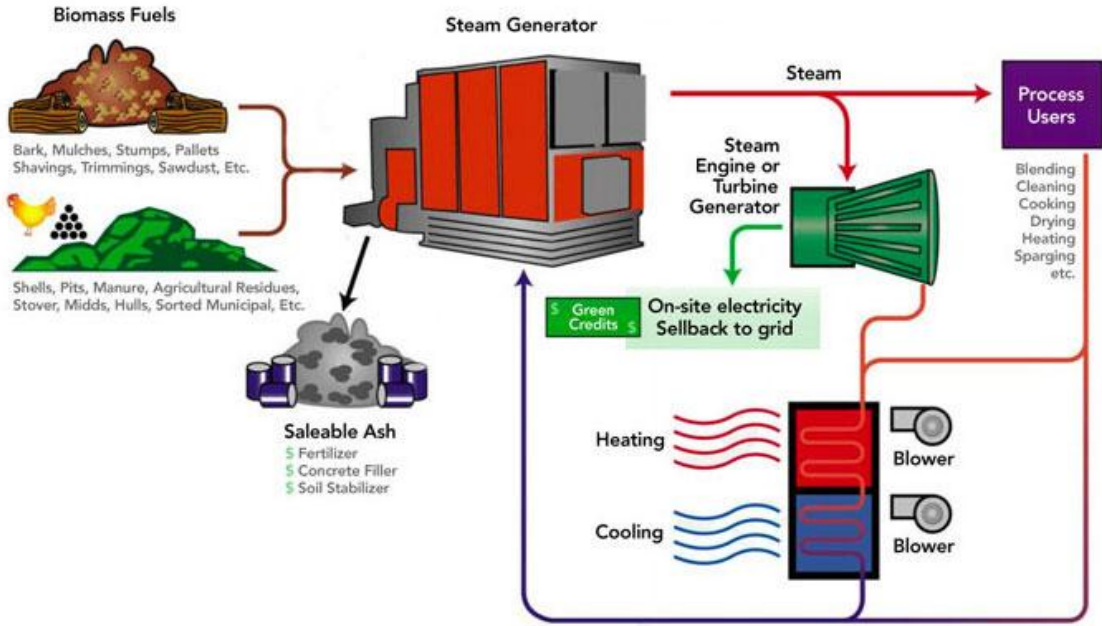 Biomass Fuels
Bark, Mulches, Stumps, Pallets
Shavings, Trimmings, Sawdust, Etc.
Shells, Pits, Manure, Agricultural Residues,
Stover, Midds, Hulls, Sorted Municipal, Etc.
Steam Generator
Steam
Process
Users
Blending
Cleaning
Cooking
Drying
Heating
Sparging
etc.
Steam
Engine or
Turbine
Generator
$ Green
Credits $
On-site electricity
Sellback to grid
Saleable Ash
$ Fertilizer
$ Concrete Filler
$ Soil Stabilizer
Heating
Blower
Cooling
Blower